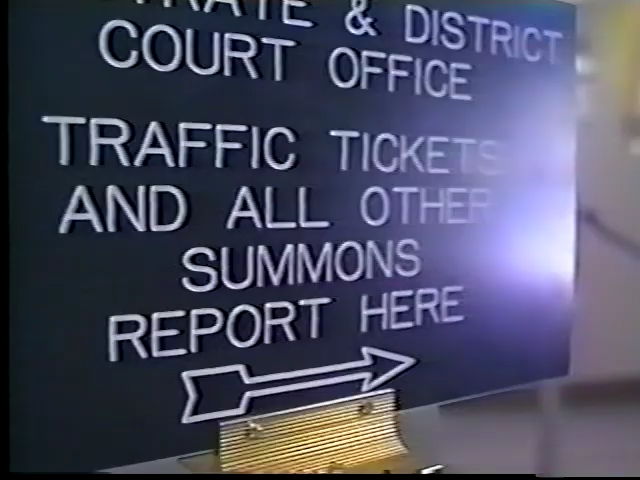 & DISTRICT
COURT OFFICE
TRAFFIC TICKETS
AND ALL OTHER
SUMMONS
REPORT HERE